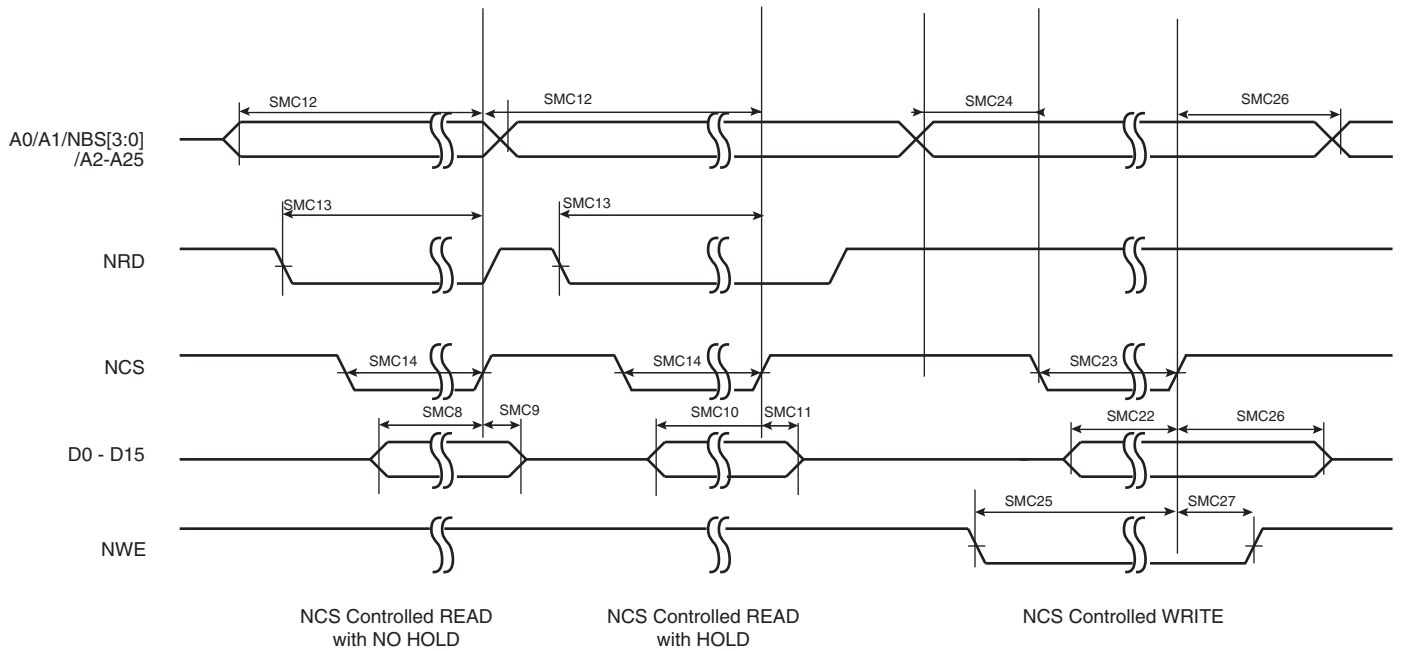 SMC12
SMC12
SMC24
SMC26
A0/A1/NBS[3:0]
/A2-A25
SMC13
SMC13
NRD
NCS
SMC14
SMC14
SMC23
SMC8
SMC9
SMC10
SMC11
SMC22
SMC26
D0 - D15
SMC25
SMC27
NWE
NCS Controlled READ
with NO HOLD
NCS Controlled READ
with HOLD
NCS Controlled WRITE